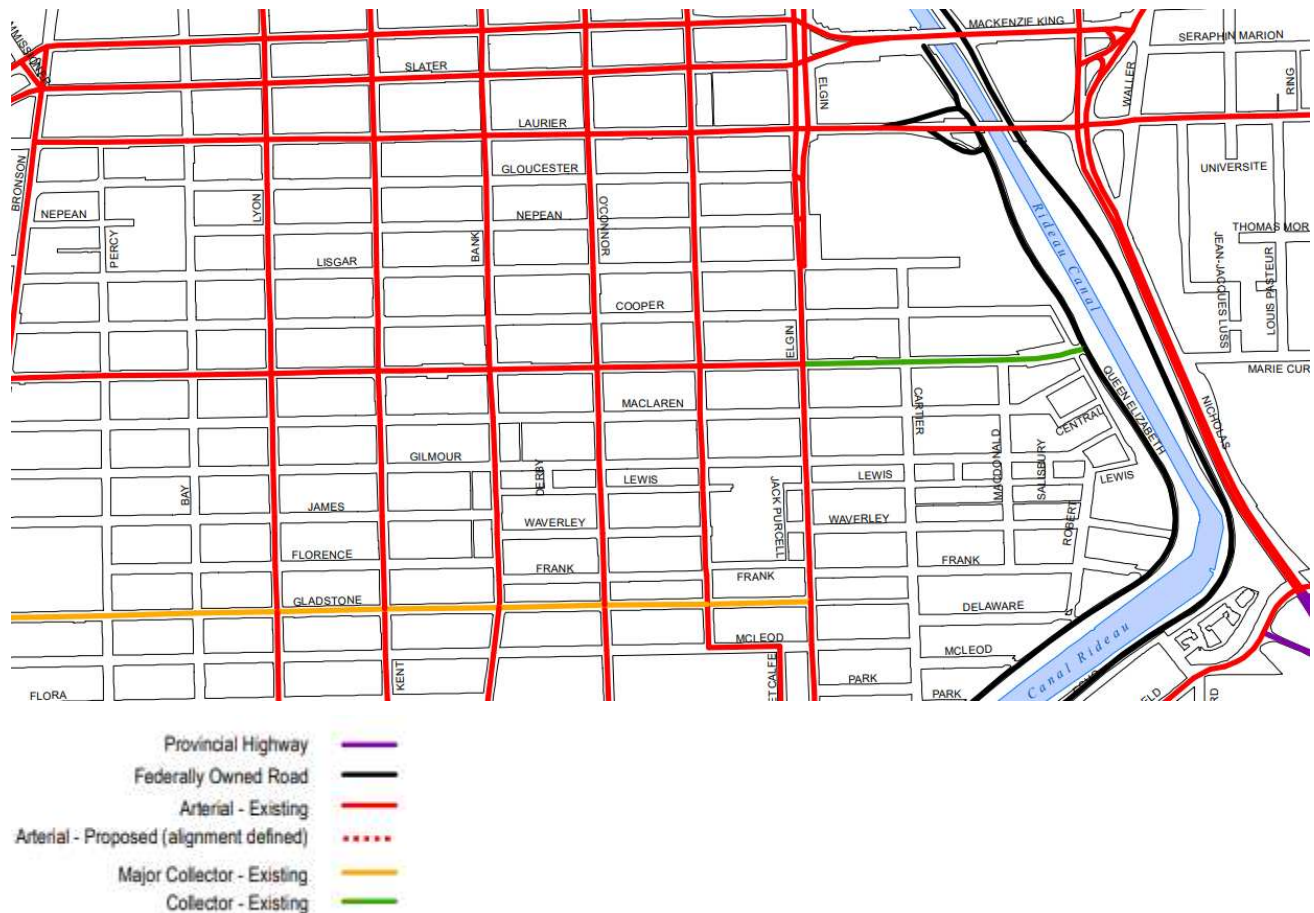 MACKENZIE KING
SERAPHIN MARION
SLATER
ELGIN
WALLER
RING
LAURIER
BRONSON
GLOUCESTER
UNIVERSITE
NEPEAN
LYON
NEPEAN
O'CONNOR
Rideau Canal
THOMAS MOR
PERCY
BANK
LISGAR
JEAN-JACQUES LUSS
LOUIS PASTEUR
COOPER
ELGIN
MARIE CUR
MACLAREN
CARTIER
QUEEN ELIZABETH
NICHOLAS
CENTRAL
GILMOUR
MACDONALD
SALISBURY
BAY
DERBY
LEWIS
JACK PURCELL
LEWIS
LEWIS
JAMES
WAVERLEY
WAVERLEY
ROBERT
FLORENCE
FRANK
FRANK
FRANK
GLADSTONE
DELAWARE
MCLEOD
MCLEOD
Canal Rideau
KENT
PARK
FLORA
PARK
Provincial Highway
Federally Owned Road
Arterial - Existing
Arterial - Proposed (alignment defined)
Major Collector - Existing
Collector - Existing